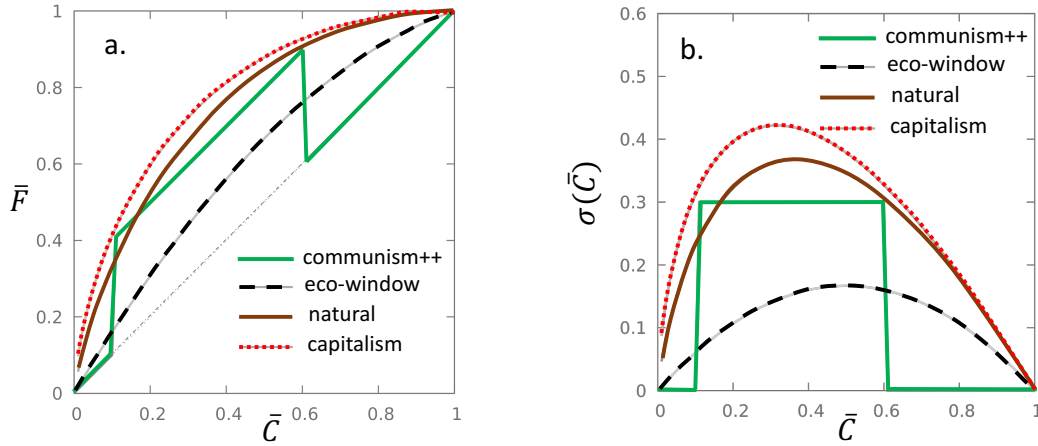 a.
1
0.8
0.6
0.4
0.2
0
0
0.2
0.4
0.6
0.8
1
F̄
C̄
communism++
eco-window
natural
capitalism
b.
0.6
0.5
0.4
0.3
0.2
0.1
0
0
0.2
0.4
0.6
0.8
1
σ(C̄)
C̄
communism++
eco-window
natural
capitalism